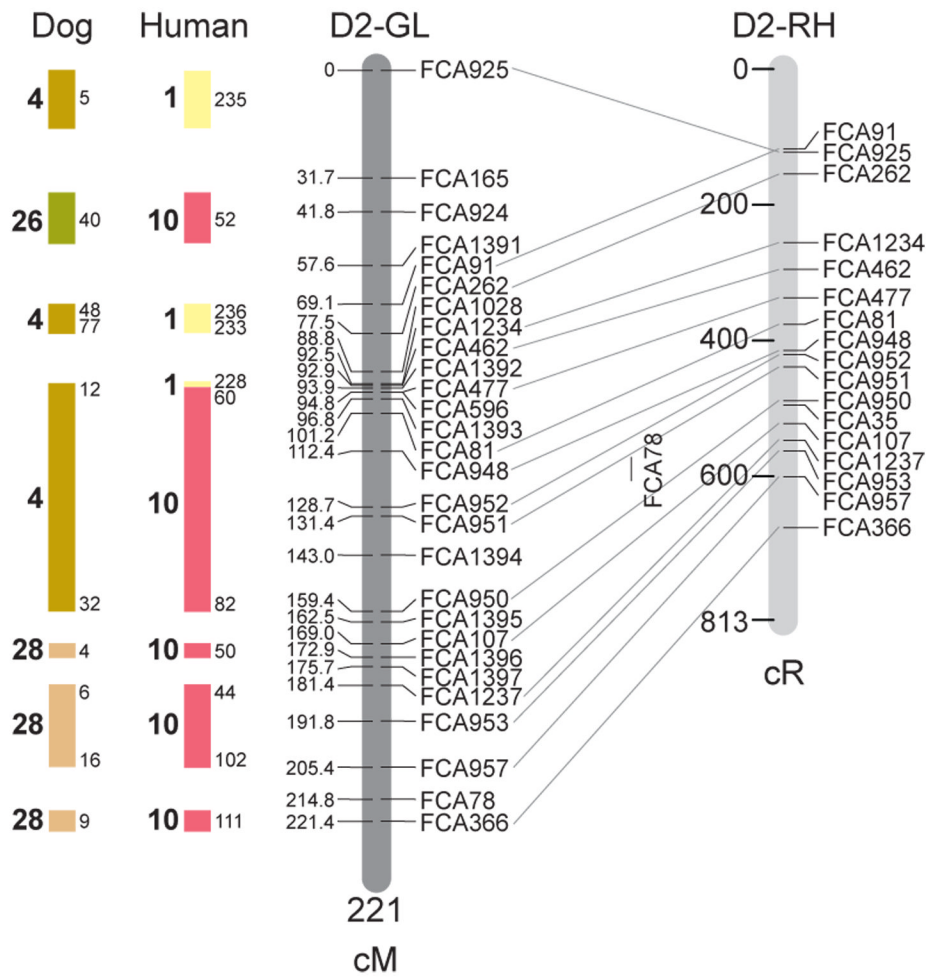 Dog Human D2-GL D2-RH
0 FCA925 0
4 5 1 235
FCA91
FCA925
31.7 FCA165 FCA262
200
26 40 10 52 41.8 FCA924
FCA1391 FCA1234
57.6 FCA91
FCA262 FCA462
69.1 FCA1028
4 48 77 1 236 233 77.5 FCA1234 FCA477
88.8 FCA462 FCA81
92.5 FCA1392 400 FCA948
92.9 FCA477 FCA952
12 1 228 93.9 FCA596 FCA951
60 94.8 FCA1393 FCA950
96.8 FCA81 FCA35
101.2 FCA948 FCA107
112.4 FCA78 FCA1237
4 10 600 FCA953
128.7 FCA952 FCA957
131.4 FCA951 FCA366
143.0 FCA1394
159.4 FCA950
32 82 162.5 FCA1395 813
169.0 FCA107
28 4 10 50 172.9 FCA1396 cR
175.7 FCA1397
6 44 181.4 FCA1237
28 10 191.8 FCA953
16 102 205.4 FCA957
214.8 FCA78
28 9 10 111 221.4 FCA366
221
cM